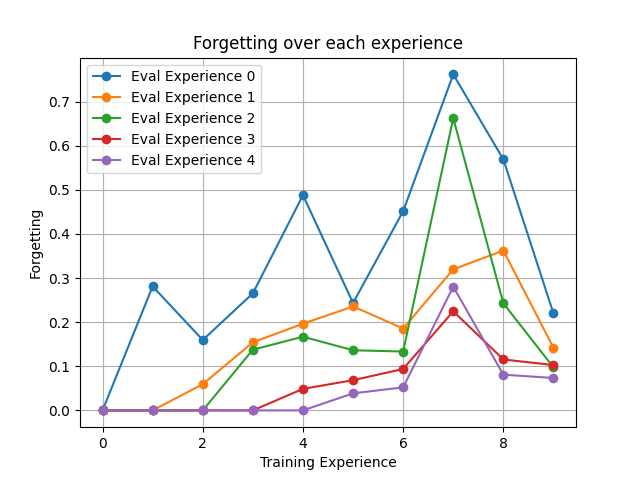 Forgetting over each experience
Eval Experience 0
Eval Experience 1
Eval Experience 2
Eval Experience 3
Eval Experience 4
0.7
0.6
0.5
0.4
0.3
0.2
0.1
0.0
Forgetting
0 2 4 6 8
Training Experience